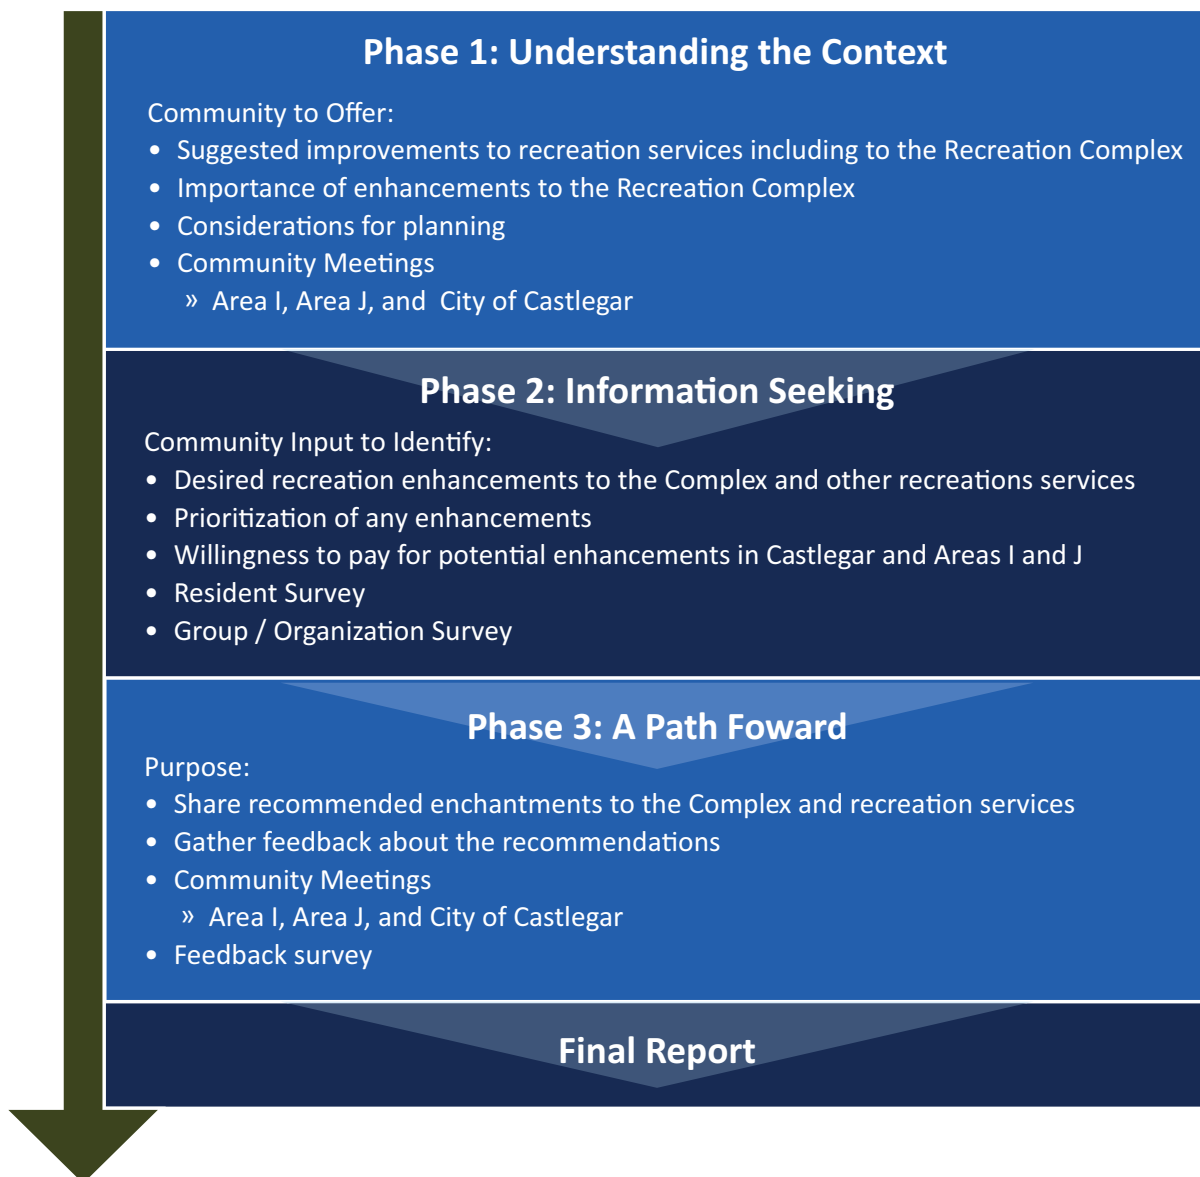 Phase 1: Understanding the Context
Community to Offer:
• Suggested improvements to recreation services including to the Recreation Complex
• Importance of enhancements to the Recreation Complex
• Considerations for planning
• Community Meetings
» Area I, Area J, and City of Castlegar
Phase 2: Information Seeking
Community Input to Identify:
• Desired recreation enhancements to the Complex and other recreations services
• Prioritization of any enhancements
• Willingness to pay for potential enhancements in Castlegar and Areas I and J
• Resident Survey
• Group / Organization Survey
Phase 3: A Path Foward
Purpose:
• Share recommended enchantments to the Complex and recreation services
• Gather feedback about the recommendations
• Community Meetings
» Area I, Area J, and City of Castlegar
• Feedback survey
Final Report